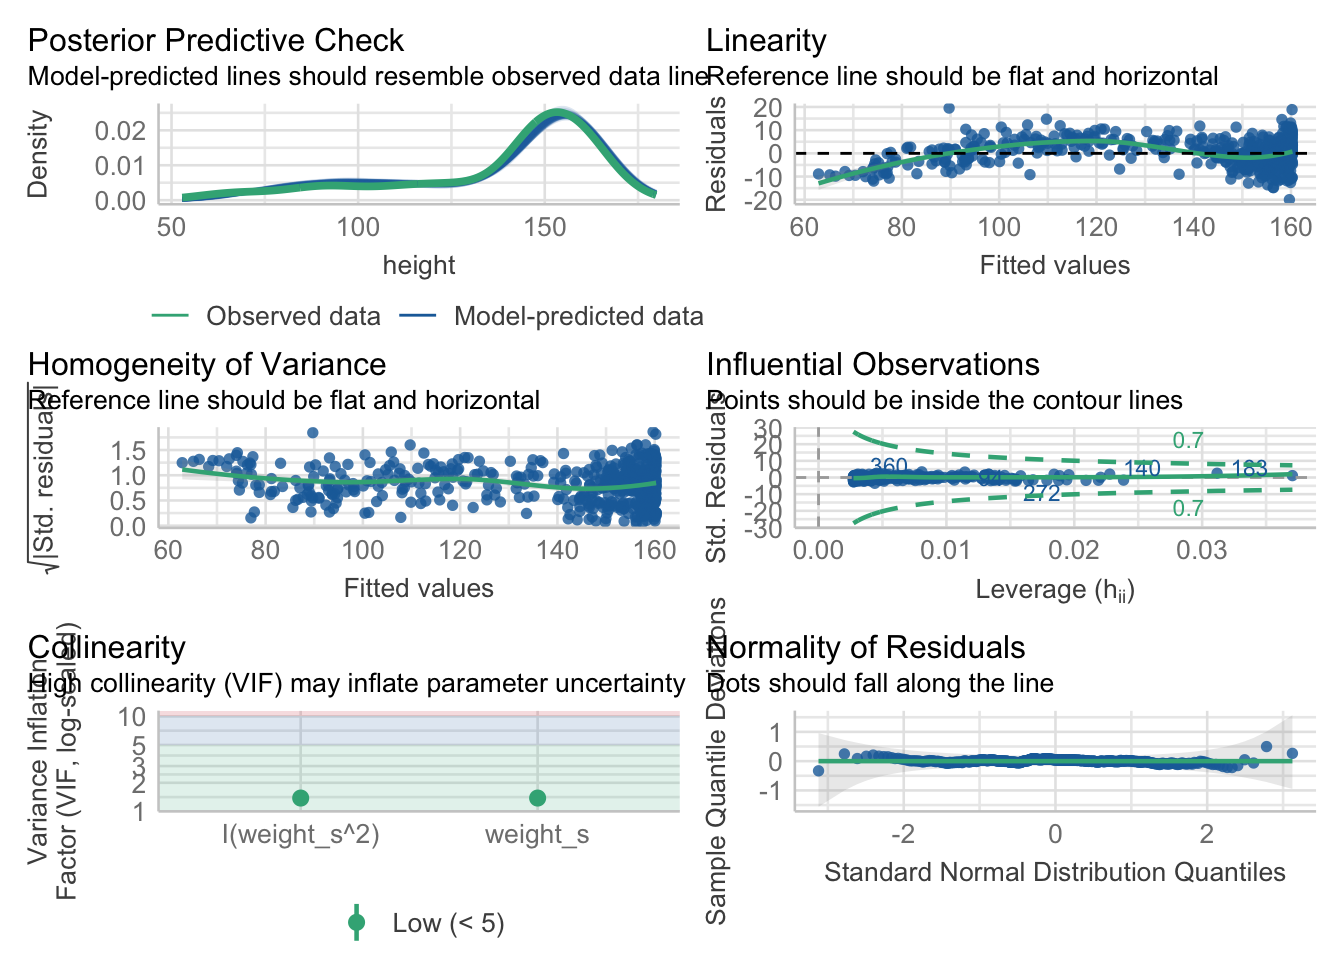 Posterior Predictive Check
Model-predicted lines should resemble observed data line
Density
0.02
0.01
0.00
50 100 150
height
Observed data Model-predicted data
Linearity
Reference line should be flat and horizontal
Residuals
20
10
0
-10
-20
60 80 100 120 140 160
Fitted values
Homogeneity of Variance
Reference line should be flat and horizontal
√|Std. residuals|
1.5
1.0
0.5
0.0
60 80 100 120 140 160
Fitted values
Influential Observations
Points should be inside the contour lines
Std. Residuals
30
20
10
0
-10
-20
-30
0.7
360
140
183
272
0.7
0.00 0.01 0.02 0.03
Leverage (hii)
Collinearity
High collinearity (VIF) may inflate parameter uncertainty
Variance Inflation
Factor (VIF, log-scaled)
10
5
3
2
1
I(weight_s^2) weight_s
Low (< 5)
Normality of Residuals
Dots should fall along the line
Sample Quantile Deviations
1
0
-1
-2 0 2
Standard Normal Distribution Quantiles